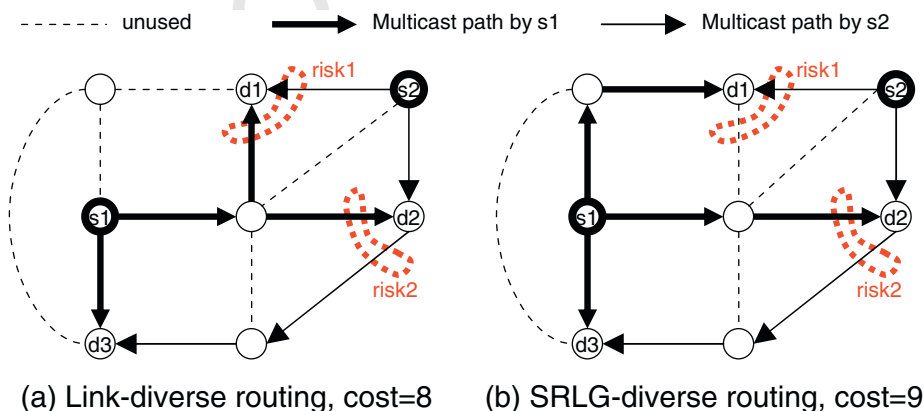 unused Multicast path by s1 Multicast path by s2
d1 risk1 s2 d1 risk1 s2
s1 d2 s1 d2
risk2 risk2
d3 d3
(a) Link-diverse routing, cost=8 (b) SRLG-diverse routing, cost=9